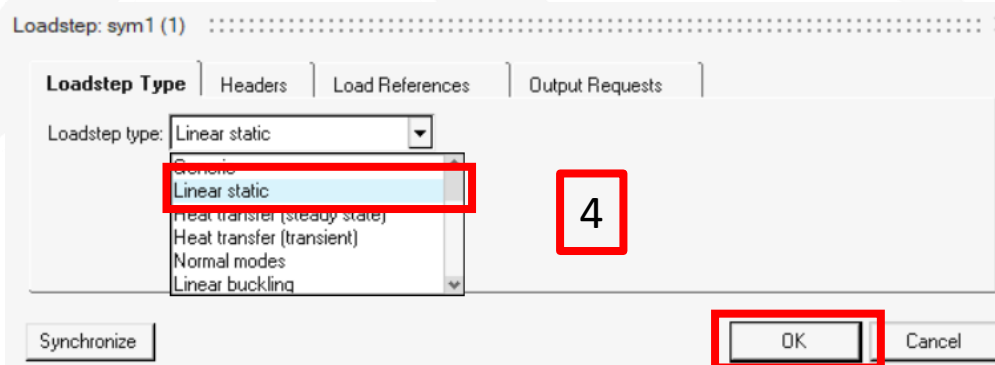 Loadstep: sym1 (1)
Loadstep Type Headers Load References Output Requests
Loadstep type: Linear static
Generic
Linear static
Heat transfer (steady state)
Heat transfer (transient)
Normal modes
Linear buckling
4
Synchronize OK Cancel